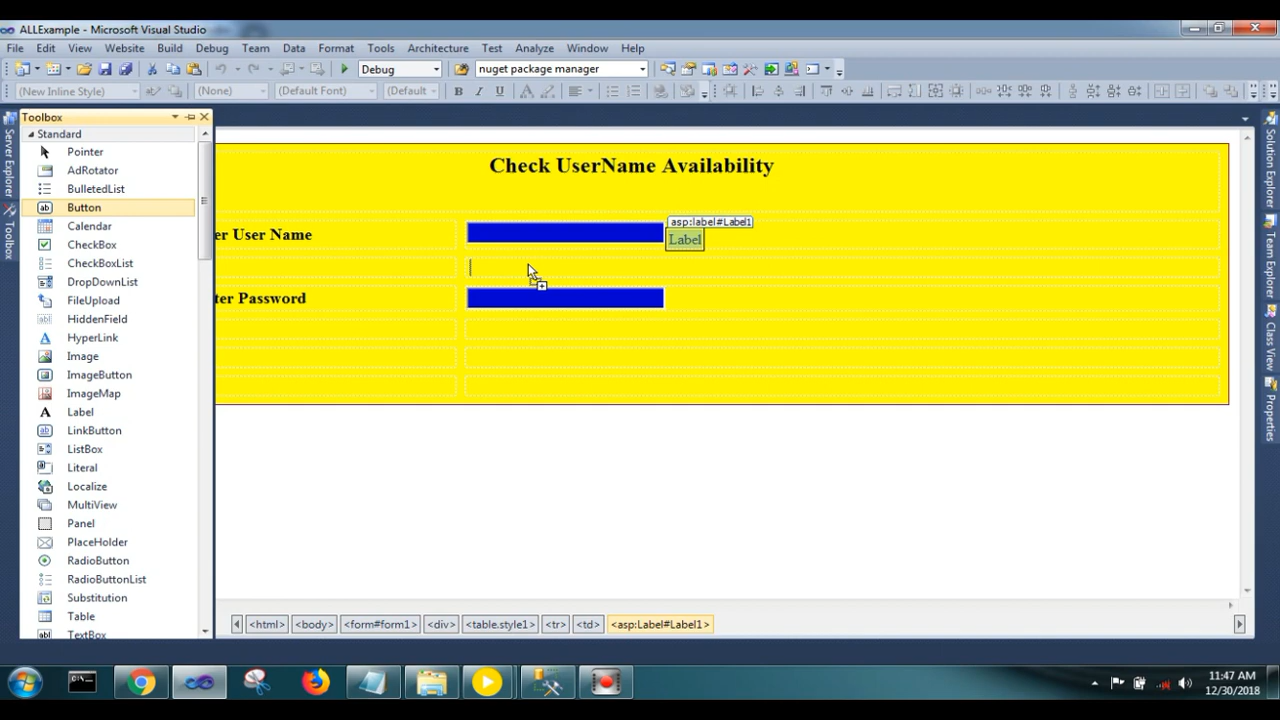 ALLExample - Microsoft Visual Studio
File Edit View Website Build Debug Team Data Format Tools Architecture Test Analyze Window Help
Debug nuget package manager
(New Inline Style) (None) (Default Font) (Default B I U A
Toolbox
Standard
Pointer
AdRotator
BulletedList
Button
Calendar
CheckBox
CheckBoxList
DropDownList
FileUpload
HiddenField
HyperLink
Image
ImageButton
ImageMap
Label
LinkButton
ListBox
Literal
Localize
MultiView
Panel
PlaceHolder
RadioButton
RadioButtonList
Substitution
Table
TextBox
Server Explorer
Toolbox
Check UserName Availability
er User Name
asp:label#Label1
Label
ter Password
<html> <body> <form#form1> <div> <table.style1> <tr> <td> <asp:Label#Label1>
Solution Explorer
Team Explorer
Class View
Properties
11:47 AM
12/30/2018